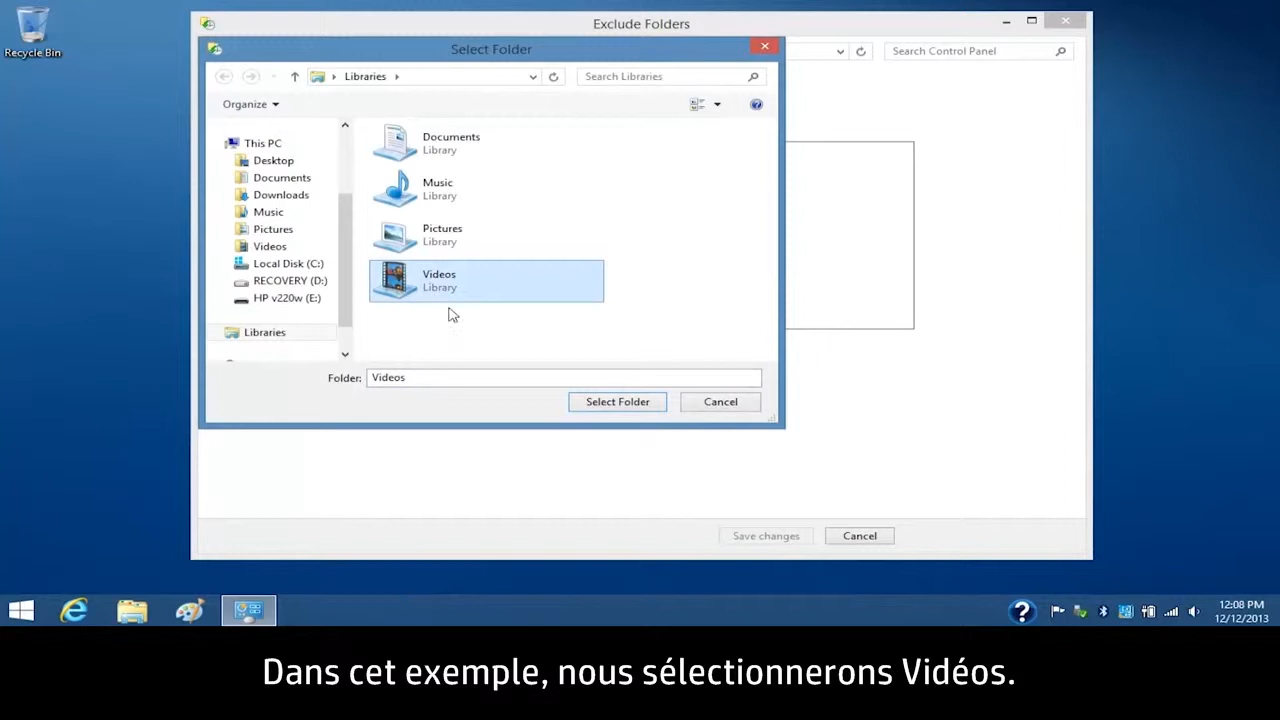 Recycle Bin
Exclude Folders
Search Control Panel
Select Folder
Libraries
Search Libraries
Organize
This PC
Desktop
Documents
Downloads
Music
Pictures
Videos
Local Disk (C:)
RECOVERY (D:)
HP v220w (E:)
Libraries
Documents
Library
Music
Library
Pictures
Library
Videos
Library
Folder: Videos
Select Folder Cancel
Save changes Cancel
12:08 PM
12/12/2013
Dans cet exemple, nous sélectionnerons Vidéos.